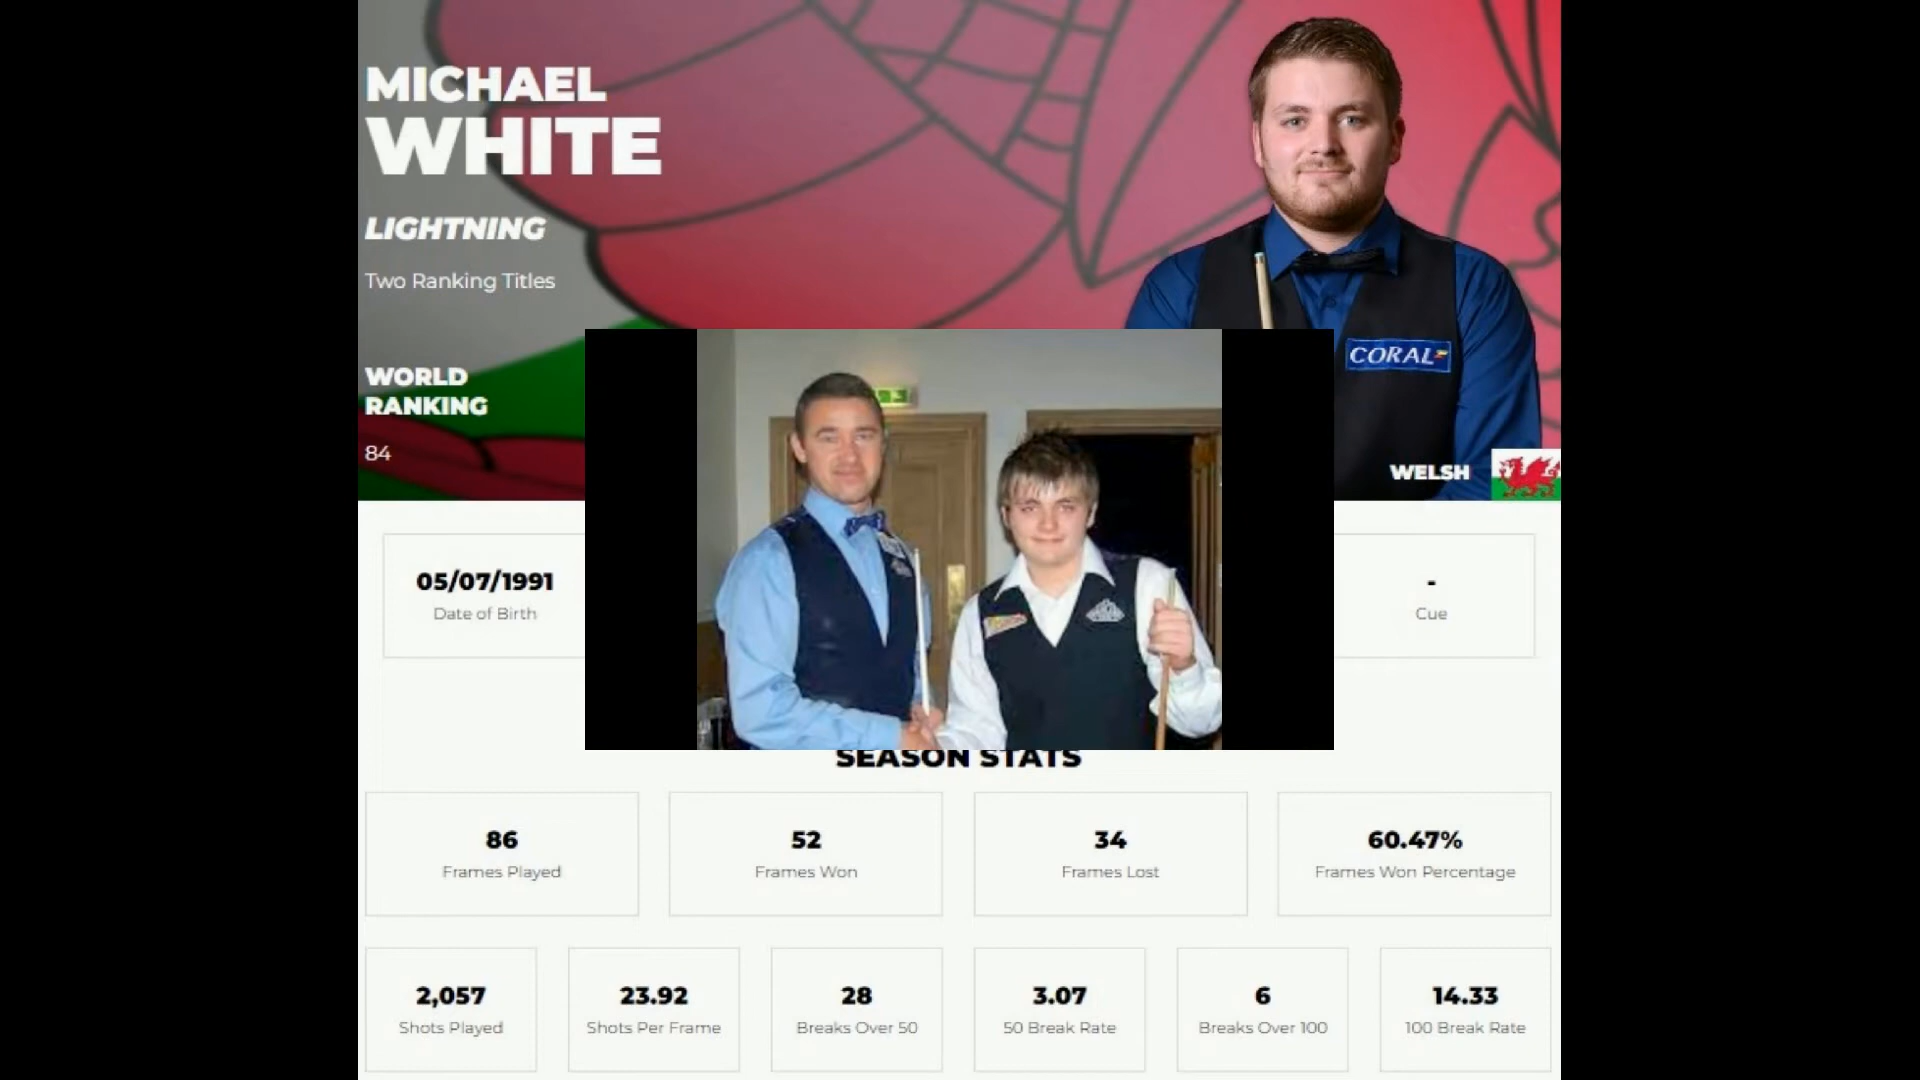 MICHAEL
WHITE
LIGHTNING
Two Ranking Titles
WORLD
RANKING
84
CORAL
WELSH
05/07/1991
Date of Birth
-
Cue
SEASON STATS
86
Frames Played
52
Frames Won
34
Frames Lost
60.47%
Frames Won Percentage
2,057
Shots Played
23.92
Shots Per Frame
28
Breaks Over 50
3.07
50 Break Rate
6
Breaks Over 100
14.33
100 Break Rate